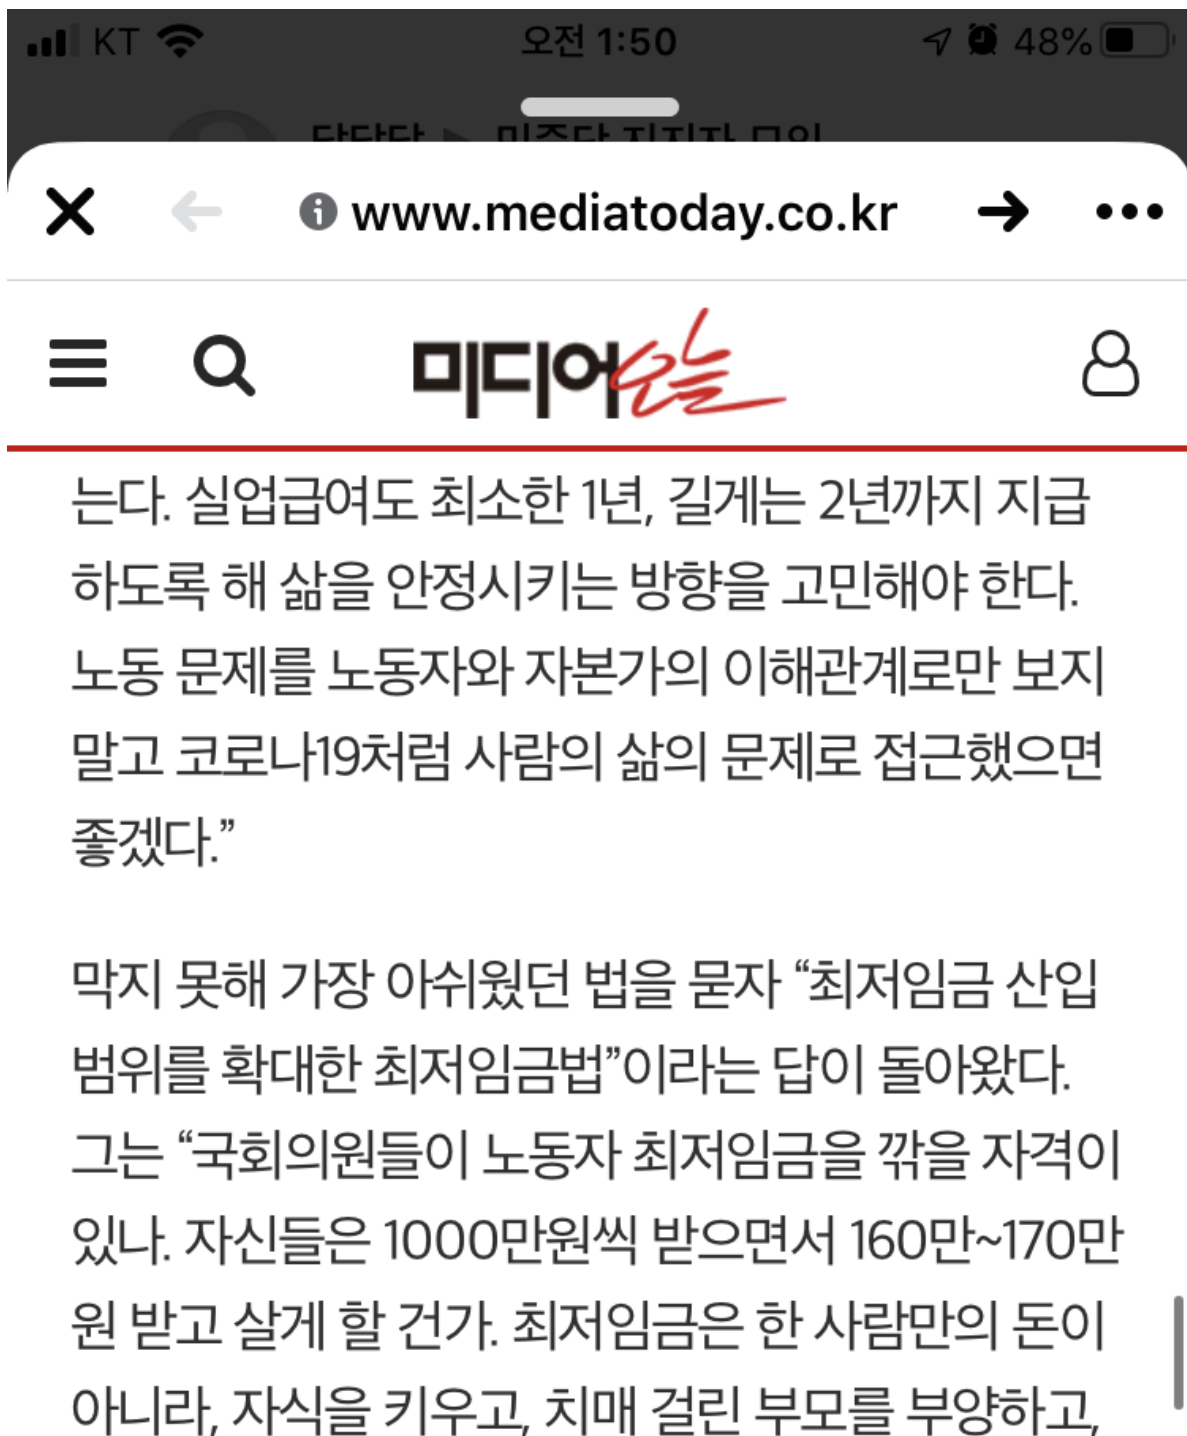 KT 오전 1:50 48%
www.mediatoday.co.kr
미디어오늘
는다. 실업급여도 최소한 1년, 길게는 2년까지 지급
하도록 해 삶을 안정시키는 방향을 고민해야 한다.
노동 문제를 노동자와 자본가의 이해관계로만 보지
말고 코로나19처럼 사람의 삶의 문제로 접근했으면
좋겠다.”
막지 못해 가장 아쉬웠던 법을 묻자 “최저임금 산입
범위를 확대한 최저임금법”이라는 답이 돌아왔다.
그는 “국회의원들이 노동자 최저임금을 깎을 자격이
있나. 자신들은 1000만원씩 받으면서 160만~170만
원 받고 살게 할 건가. 최저임금은 한 사람만의 돈이
아니라, 자식을 키우고, 치매 걸린 부모를 부양하고,